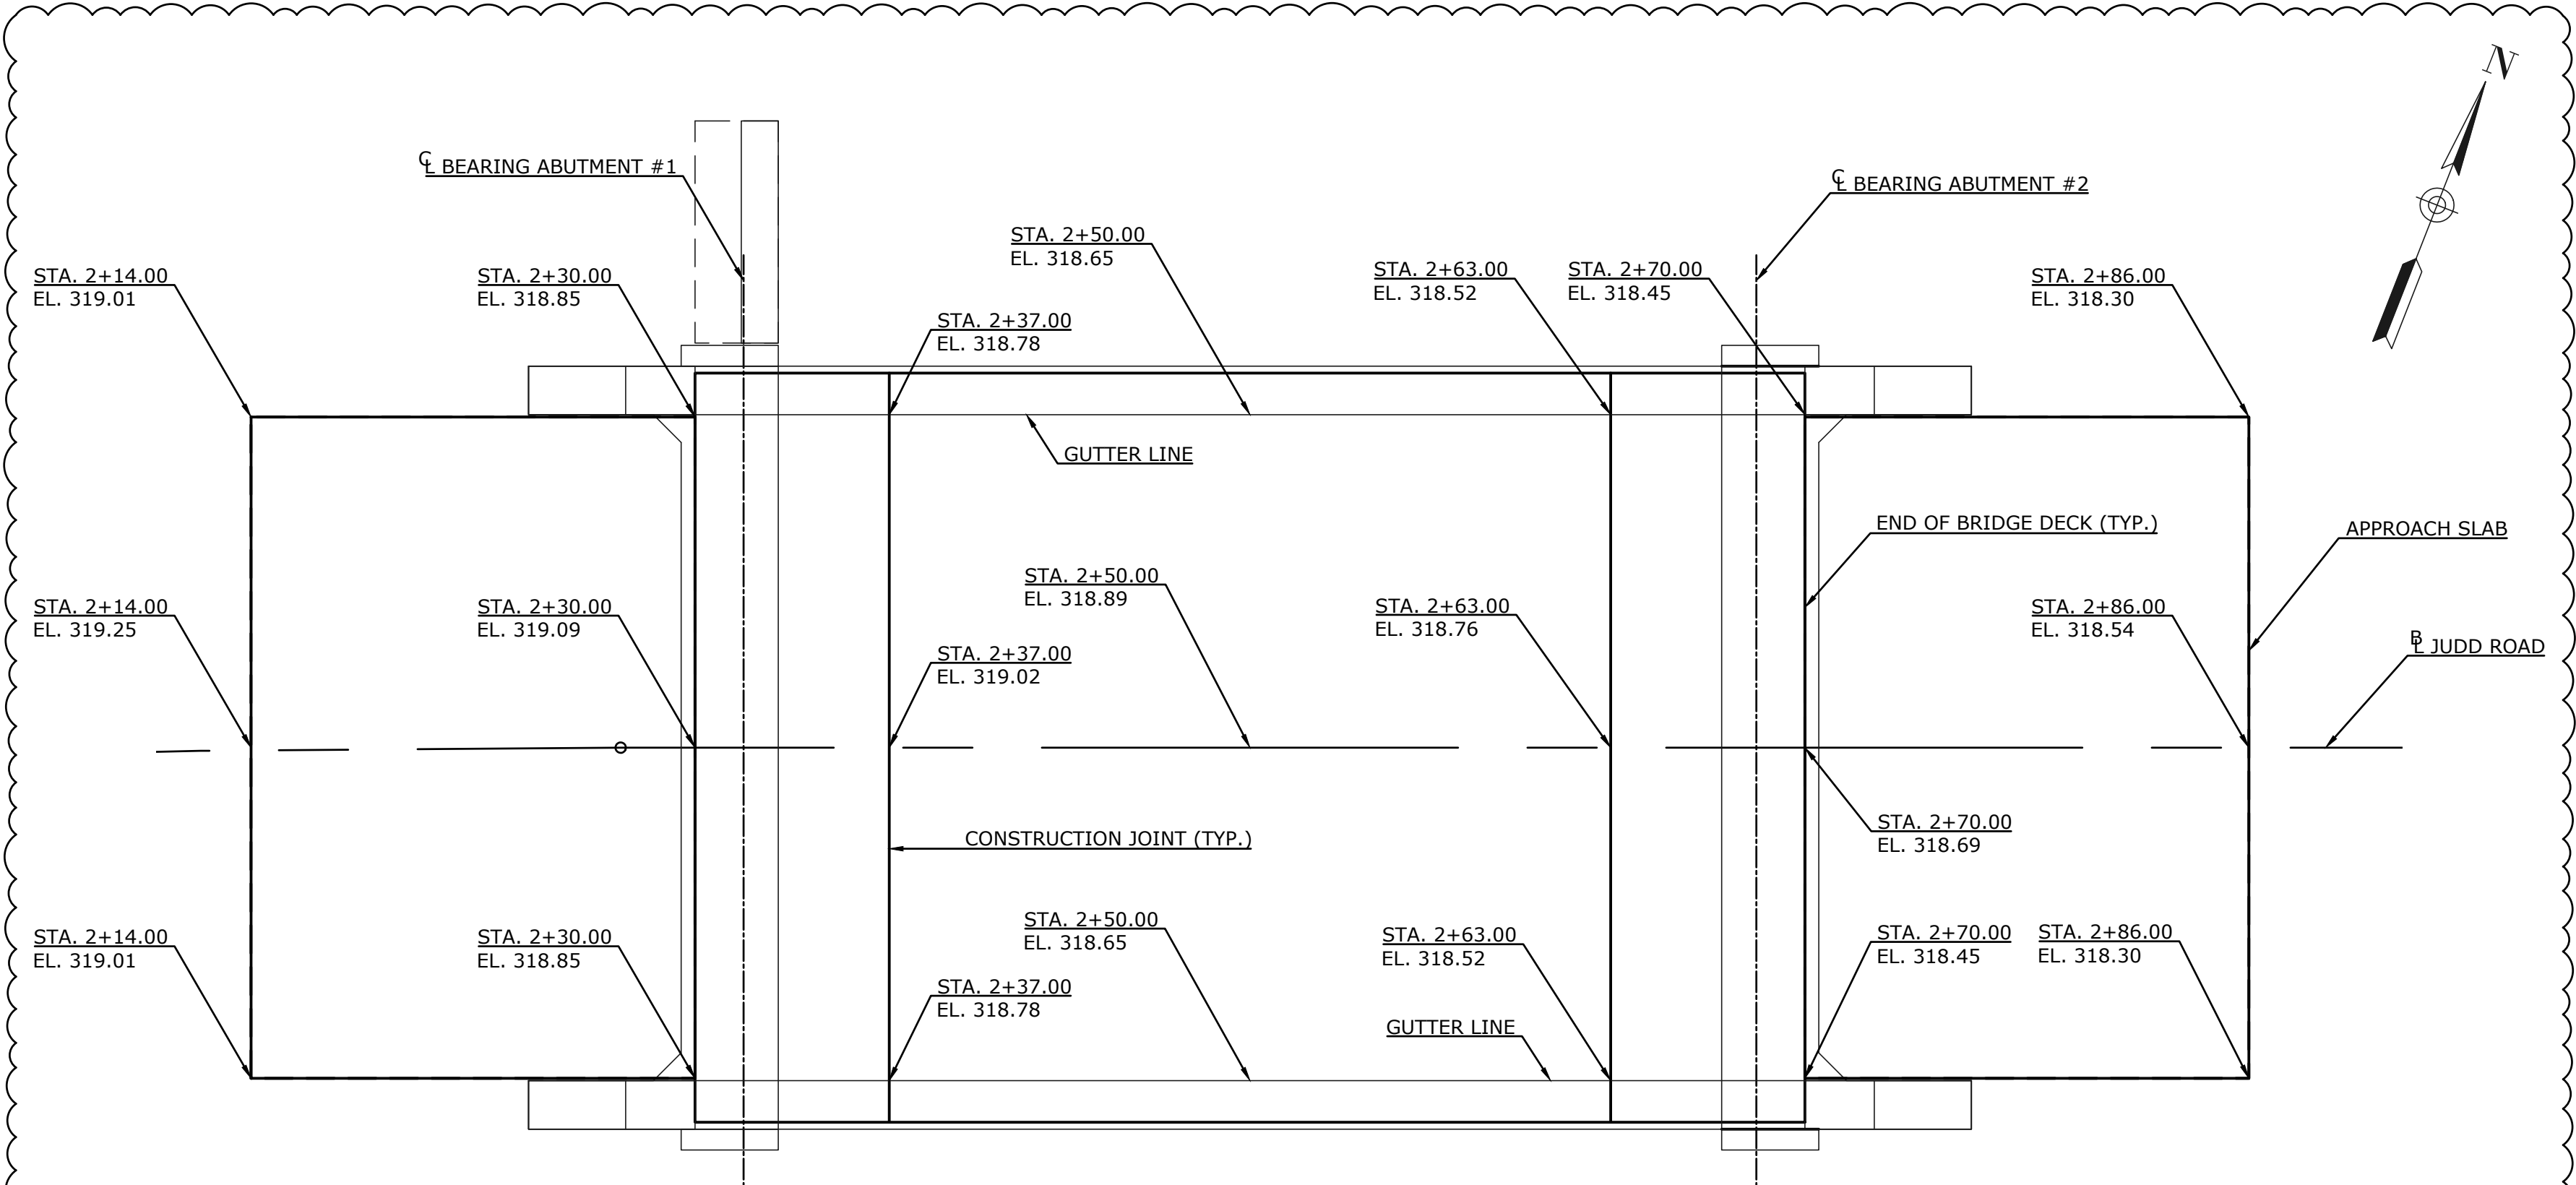 N
℄ BEARING ABUTMENT #1
℄ BEARING ABUTMENT #2
STA. 2+14.00
EL. 319.01
STA. 2+30.00
EL. 318.85
STA. 2+50.00
EL. 318.65
STA. 2+37.00
EL. 318.78
STA. 2+63.00
EL. 318.52
STA. 2+70.00
EL. 318.45
STA. 2+86.00
EL. 318.30
GUTTER LINE
END OF BRIDGE DECK (TYP.)
APPROACH SLAB
STA. 2+14.00
EL. 319.25
STA. 2+30.00
EL. 319.09
STA. 2+50.00
EL. 318.89
STA. 2+37.00
EL. 319.02
STA. 2+63.00
EL. 318.76
STA. 2+86.00
EL. 318.54
BL JUDD ROAD
CONSTRUCTION JOINT (TYP.)
STA. 2+70.00
EL. 318.69
STA. 2+14.00
EL. 319.01
STA. 2+30.00
EL. 318.85
STA. 2+50.00
EL. 318.65
STA. 2+37.00
EL. 318.78
STA. 2+63.00
EL. 318.52
STA. 2+70.00
EL. 318.45
STA. 2+86.00
EL. 318.30
GUTTER LINE